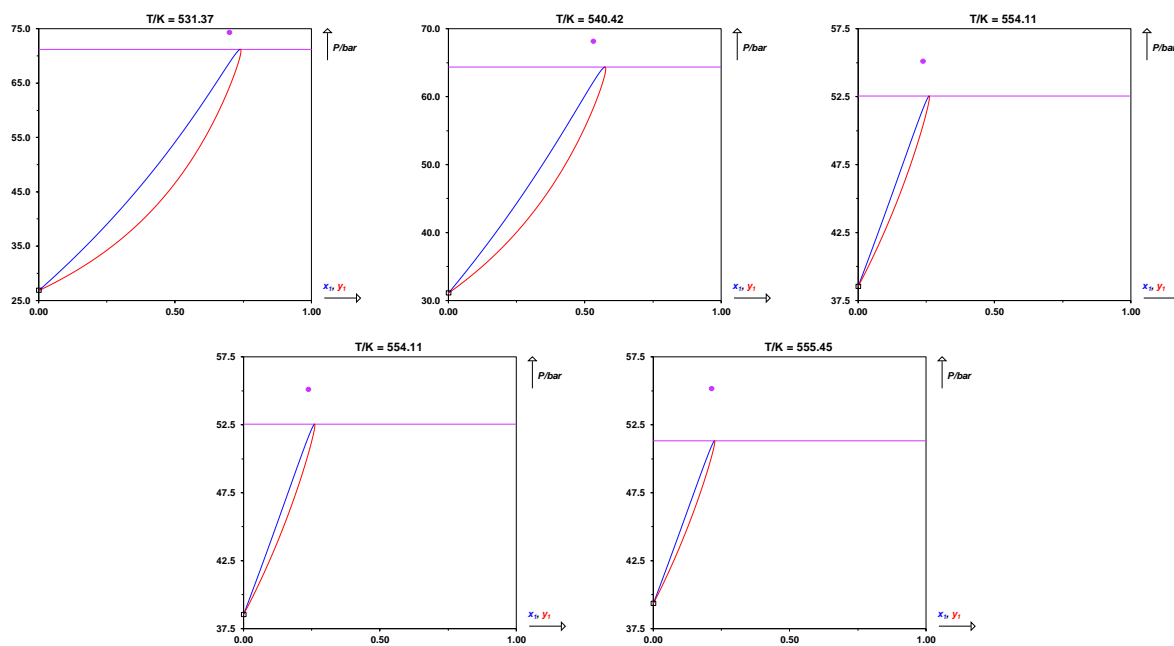 T/K = 531.37
75.0
65.0
55.0
45.0
35.0
25.0
0.00
0.50
1.00
P/bar
x₁, y₁
T/K = 540.42
70.0
60.0
50.0
40.0
30.0
0.00
0.50
1.00
P/bar
x₁, y₁
T/K = 554.11
57.5
52.5
47.5
42.5
37.5
0.00
0.50
1.00
P/bar
x₁, y₁
T/K = 554.11
57.5
52.5
47.5
42.5
37.5
0.00
0.50
1.00
P/bar
x₁, y₁
T/K = 555.45
57.5
52.5
47.5
42.5
37.5
0.00
0.50
1.00
P/bar
x₁, y₁